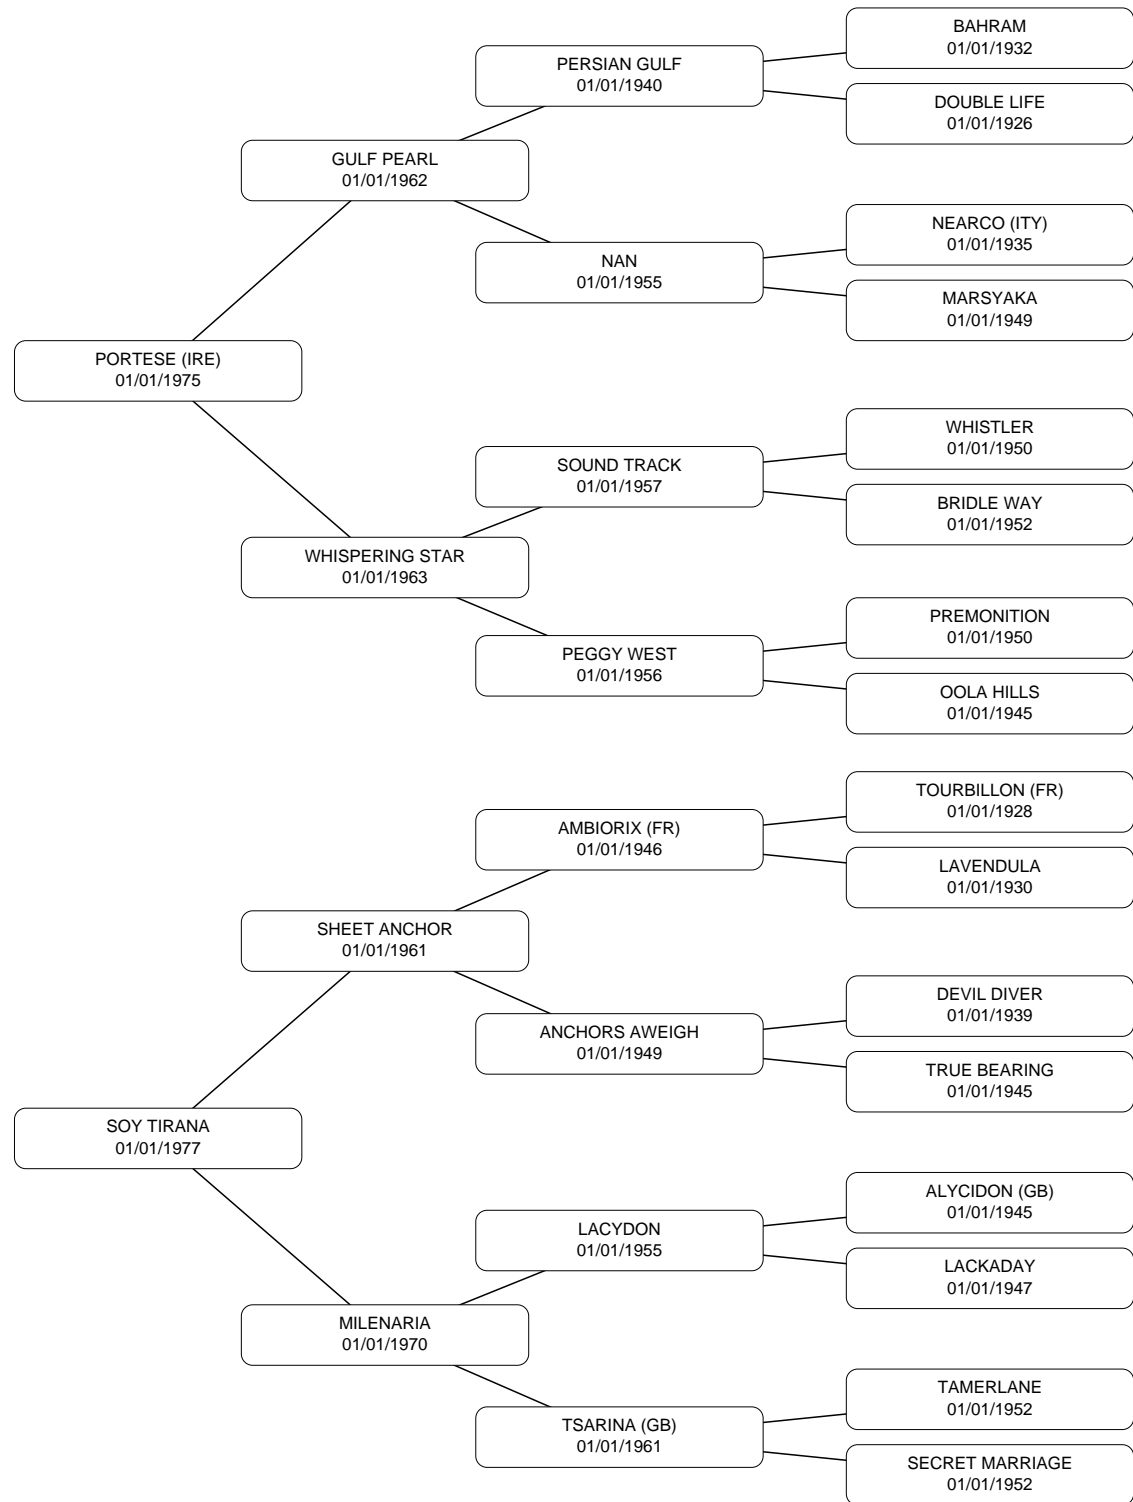 BAHRAM
01/01/1932
PERSIAN GULF
01/01/1940
DOUBLE LIFE
01/01/1926
GULF PEARL
01/01/1962
NEARCO (ITY)
01/01/1935
NAN
01/01/1955
MARSYAKA
01/01/1949
PORTESE (IRE)
01/01/1975
WHISTLER
01/01/1950
SOUND TRACK
01/01/1957
BRIDLE WAY
01/01/1952
WHISPERING STAR
01/01/1963
PREMONITION
01/01/1950
PEGGY WEST
01/01/1956
OOLA HILLS
01/01/1945
TOURBILLON (FR)
01/01/1928
AMBIORIX (FR)
01/01/1946
LAVENDULA
01/01/1930
SHEET ANCHOR
01/01/1961
DEVIL DIVER
01/01/1939
ANCHORS AWEIGH
01/01/1949
TRUE BEARING
01/01/1945
SOY TIRANA
01/01/1977
ALYCIDON (GB)
01/01/1945
LACYDON
01/01/1955
LACKADAY
01/01/1947
MILENARIA
01/01/1970
TAMERLANE
01/01/1952
TSARINA (GB)
01/01/1961
SECRET MARRIAGE
01/01/1952